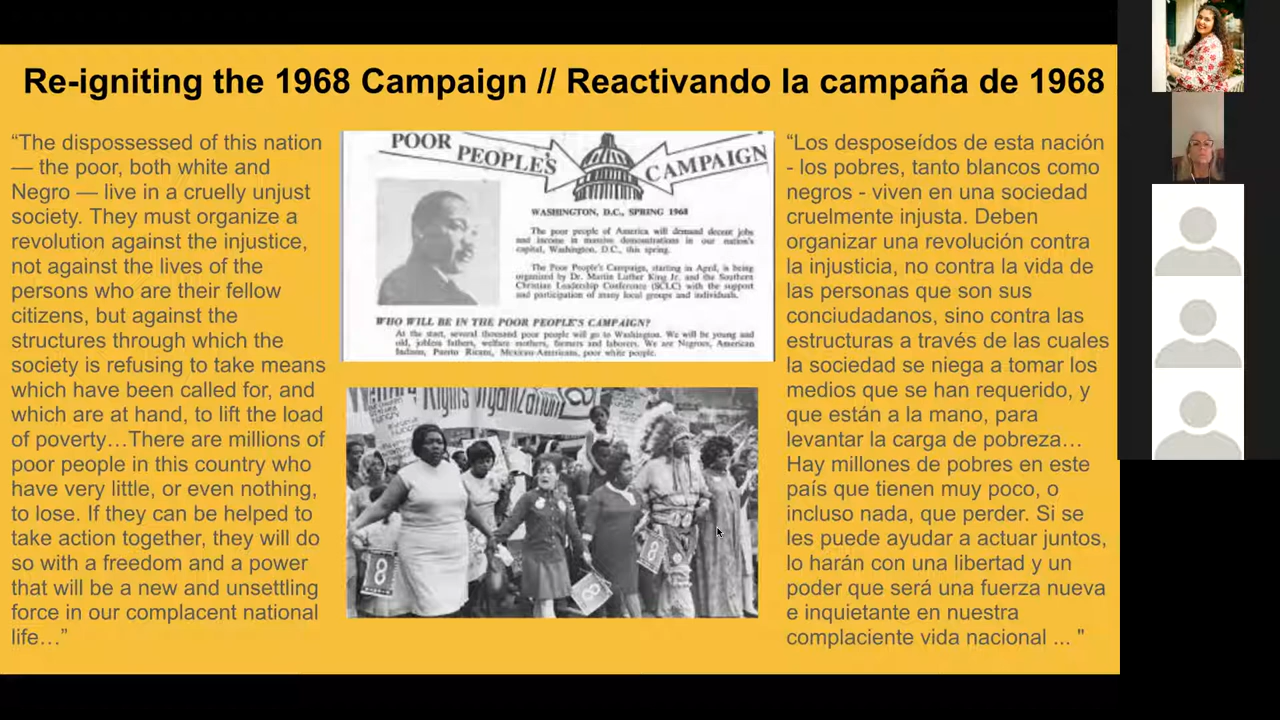 Re-igniting the 1968 Campaign // Reactivando la campaña de 1968
“The dispossessed of this nation
— the poor, both white and
Negro — live in a cruelly unjust
society. They must organize a
revolution against the injustice,
not against the lives of the
persons who are their fellow
citizens, but against the
structures through which the
society is refusing to take means
which have been called for, and
which are at hand, to lift the load
of poverty…There are millions of
poor people in this country who
have very little, or even nothing,
to lose. If they can be helped to
take action together, they will do
so with a freedom and a power
that will be a new and unsettling
force in our complacent national
life…”
POOR PEOPLE'S CAMPAIGN
WASHINGTON, D.C., SPRING 1968
The poor people of America will demand decent jobs
and income in massive demonstrations in our nation's
capital, Washington, D.C., this spring.
The Poor People's Campaign, starting in April, is being
organized by Dr. Martin Luther King Jr. and the Southern
Christian Leadership Conference (SCLC) with the support
and participation of many local groups and individuals.
WHO WILL BE IN THE POOR PEOPLE'S CAMPAIGN?
At the start, several thousand poor people will go to Washington. We will be young and
old, jobless fathers, welfare mothers, farmers and laborers. We are Negroes, American
Indians, Puerto Ricans, Mexican-Americans, poor white people.
Rights Organization
“Los desposeídos de esta nación
- los pobres, tanto blancos como
negros - viven en una sociedad
cruelmente injusta. Deben
organizar una revolución contra
la injusticia, no contra la vida de
las personas que son sus
conciudadanos, sino contra las
estructuras a través de las cuales
la sociedad se niega a tomar los
medios que se han requerido, y
que están a la mano, para
levantar la carga de pobreza…
Hay millones de pobres en este
país que tienen muy poco, o
incluso nada, que perder. Si se
les puede ayudar a actuar juntos,
lo harán con una libertad y un
poder que será una fuerza nueva
e inquietante en nuestra
complaciente vida nacional ... "